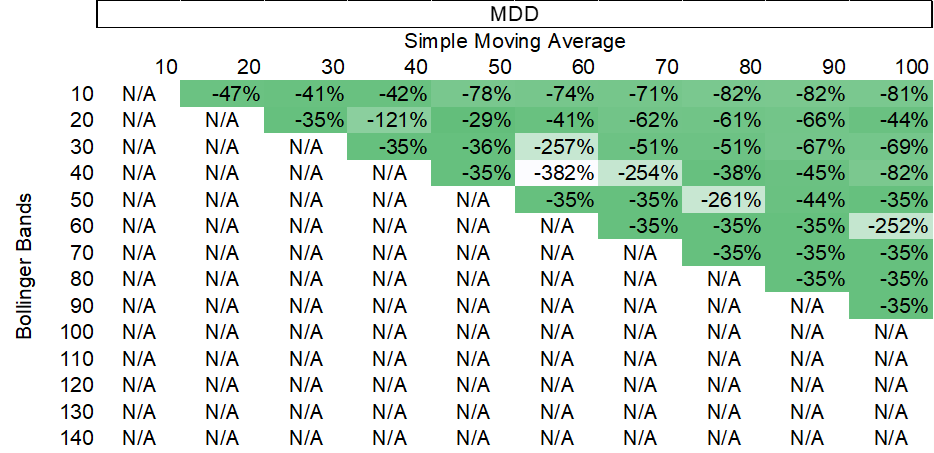 MDD
Simple Moving Average
10 20 30 40 50 60 70 80 90 100
Bollinger Bands
10 N/A -47% -41% -42% -78% -74% -71% -82% -82% -81%
20 N/A N/A -35% -121% -29% -41% -62% -61% -66% -44%
30 N/A N/A N/A -35% -36% -257% -51% -51% -67% -69%
40 N/A N/A N/A N/A -35% -382% -254% -38% -45% -82%
50 N/A N/A N/A N/A N/A -35% -35% -261% -44% -35%
60 N/A N/A N/A N/A N/A N/A -35% -35% -35% -252%
70 N/A N/A N/A N/A N/A N/A N/A -35% -35% -35%
80 N/A N/A N/A N/A N/A N/A N/A N/A -35% -35%
90 N/A N/A N/A N/A N/A N/A N/A N/A N/A -35%
100 N/A N/A N/A N/A N/A N/A N/A N/A N/A N/A
110 N/A N/A N/A N/A N/A N/A N/A N/A N/A N/A
120 N/A N/A N/A N/A N/A N/A N/A N/A N/A N/A
130 N/A N/A N/A N/A N/A N/A N/A N/A N/A N/A
140 N/A N/A N/A N/A N/A N/A N/A N/A N/A N/A